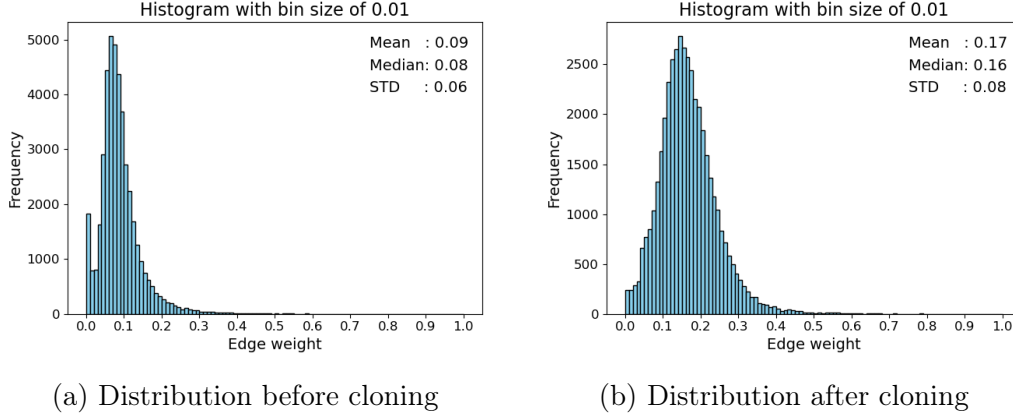 Histogram with bin size of 0.01
Mean : 0.09
Median: 0.08
STD : 0.06
Frequency
5000
4000
3000
2000
1000
0
0.0 0.1 0.2 0.3 0.4 0.5 0.6 0.7 0.8 0.9 1.0
Edge weight
(a) Distribution before cloning
Histogram with bin size of 0.01
Mean : 0.17
Median: 0.16
STD : 0.08
Frequency
2500
2000
1500
1000
500
0
0.0 0.1 0.2 0.3 0.4 0.5 0.6 0.7 0.8 0.9 1.0
Edge weight
(b) Distribution after cloning